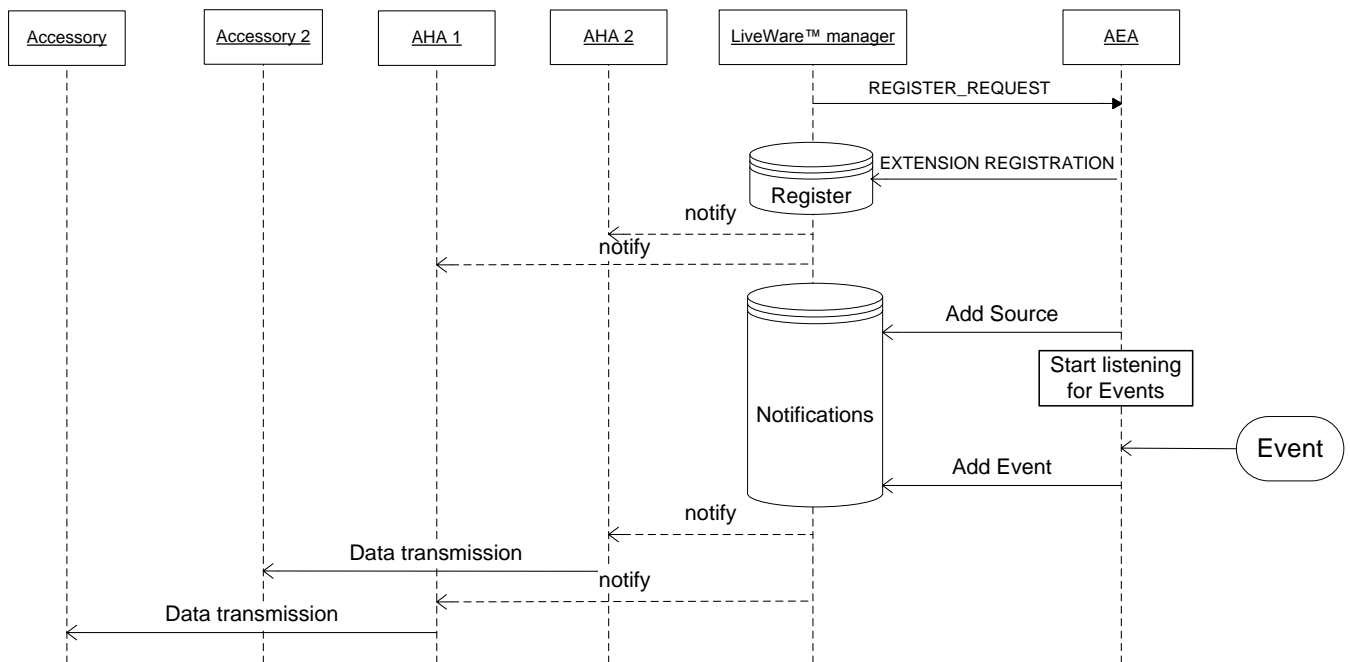 Accessory
Accessory 2
AHA 1
AHA 2
LiveWare™ manager
AEA
REGISTER_REQUEST
EXTENSION REGISTRATION
Register
notify
notify
Add Source
Start listening
for Events
Notifications
Event
Add Event
notify
Data transmission
notify
Data transmission